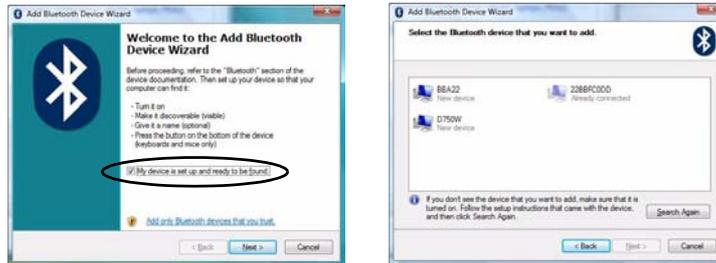 Add Bluetooth Device Wizard
Welcome to the Add Bluetooth
Device Wizard
Before proceeding, refer to the "Bluetooth" section of the
device documentation. Then set up your device so that your
computer can find it:
- Turn it on
- Make it discoverable (visible)
- Give it a name (optional)
- Press the button on the bottom of the device
(keyboards and mice only)
My device is set up and ready to be found.
Add only Bluetooth devices that you trust.
< Back
Next >
Cancel
Add Bluetooth Device Wizard
Select the Bluetooth device that you want to add.
BBA22
New device
22BBFC0DD
Already connected
D750W
New device
If you don't see the device that you want to add, make sure that it is
turned on. Follow the setup instructions that came with the device,
and then click Search Again.
Search Again
< Back
Next >
Cancel